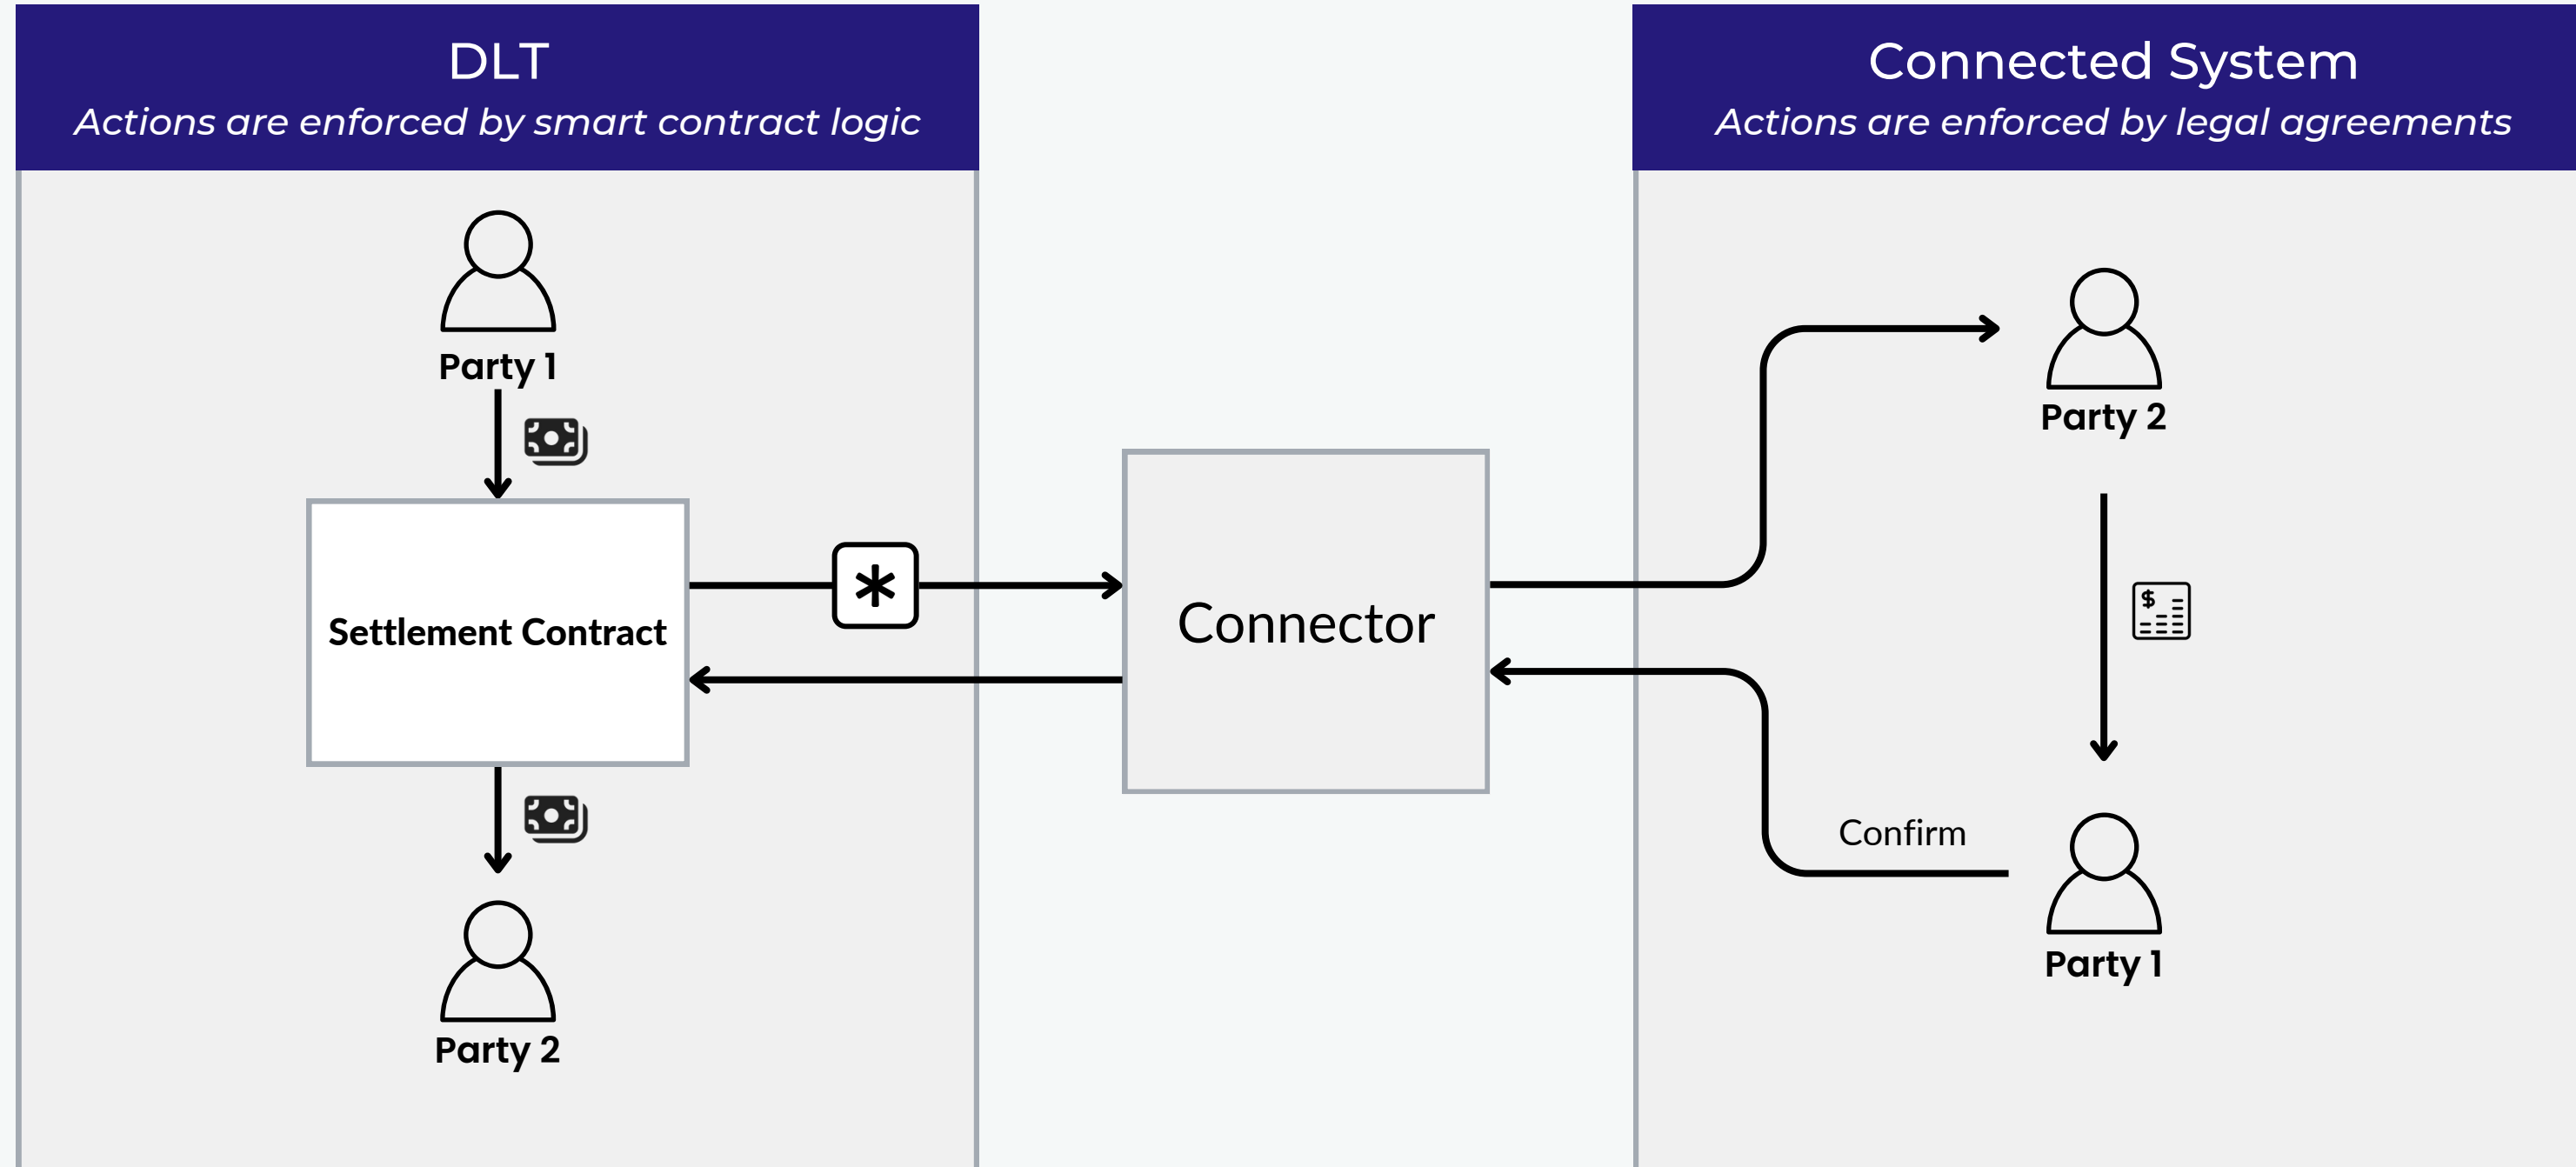 DLT
Actions are enforced by smart contract logic
Connected System
Actions are enforced by legal agreements
Party 1
Party 2
Settlement Contract
*
Connector
$
Confirm
Party 1
Party 2